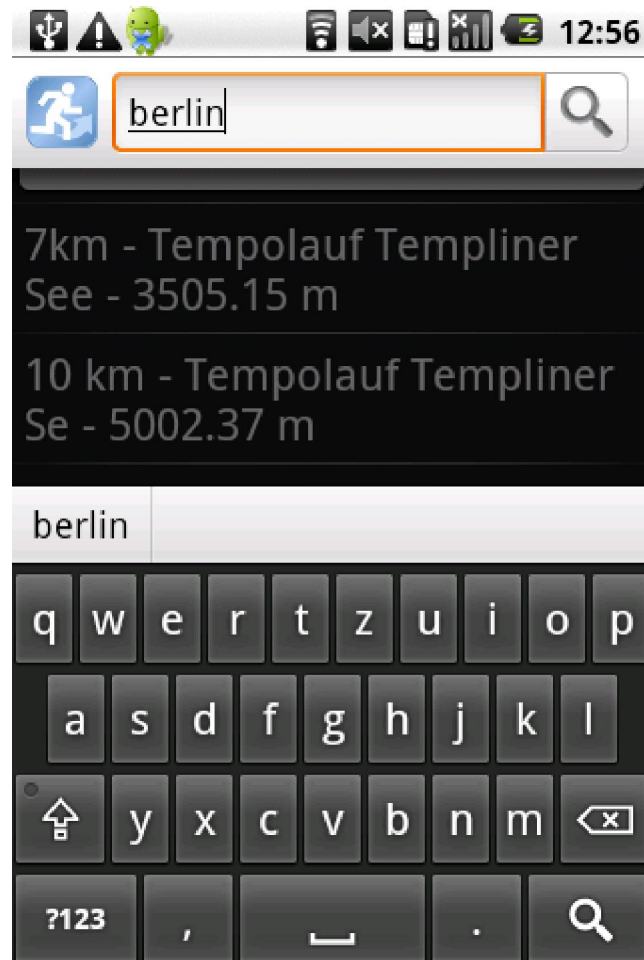 12:56
berlin
7km - Tempolauf Templiner
See - 3505.15 m
10 km - Tempolauf Templiner
Se - 5002.37 m
berlin
q w e r t z u i o p
a s d f g h j k l
y x c v b n m
?123 , .